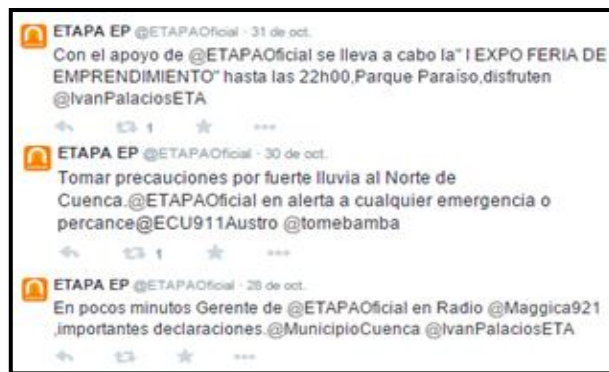 ETAPA EP @ETAPAOficial · 31 de oct.
Con el apoyo de @ETAPAOficial se lleva a cabo la" I EXPO FERIA DE
EMPRENDIMIENTO" hasta las 22h00,Parque Paraíso,disfruten
@IvanPalaciosETA
1
ETAPA EP @ETAPAOficial · 30 de oct.
Tomar precauciones por fuerte lluvia al Norte de
Cuenca.@ETAPAOficial en alerta a cualquier emergencia o
percance@ECU911Austro @tomebamba
1
ETAPA EP @ETAPAOficial · 28 de oct.
En pocos minutos Gerente de @ETAPAOficial en Radio @Maggica921
,importantes declaraciones.@MunicipioCuenca @IvanPalaciosETA